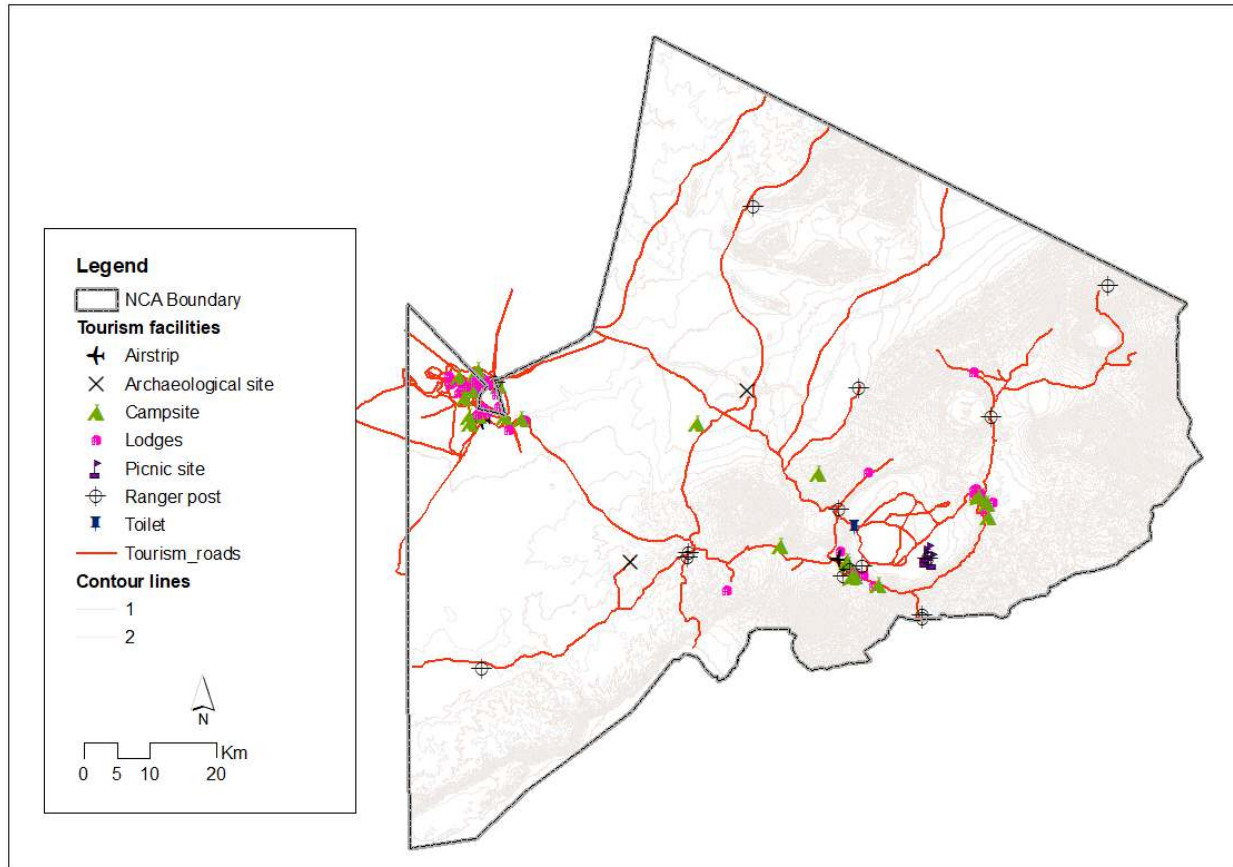 Legend
NCA Boundary
Tourism facilities
Airstrip
Archaeological site
Campsite
Lodges
Picnic site
Ranger post
Toilet
Tourism_roads
Contour lines
1
2
N
Km
0 5 10 20